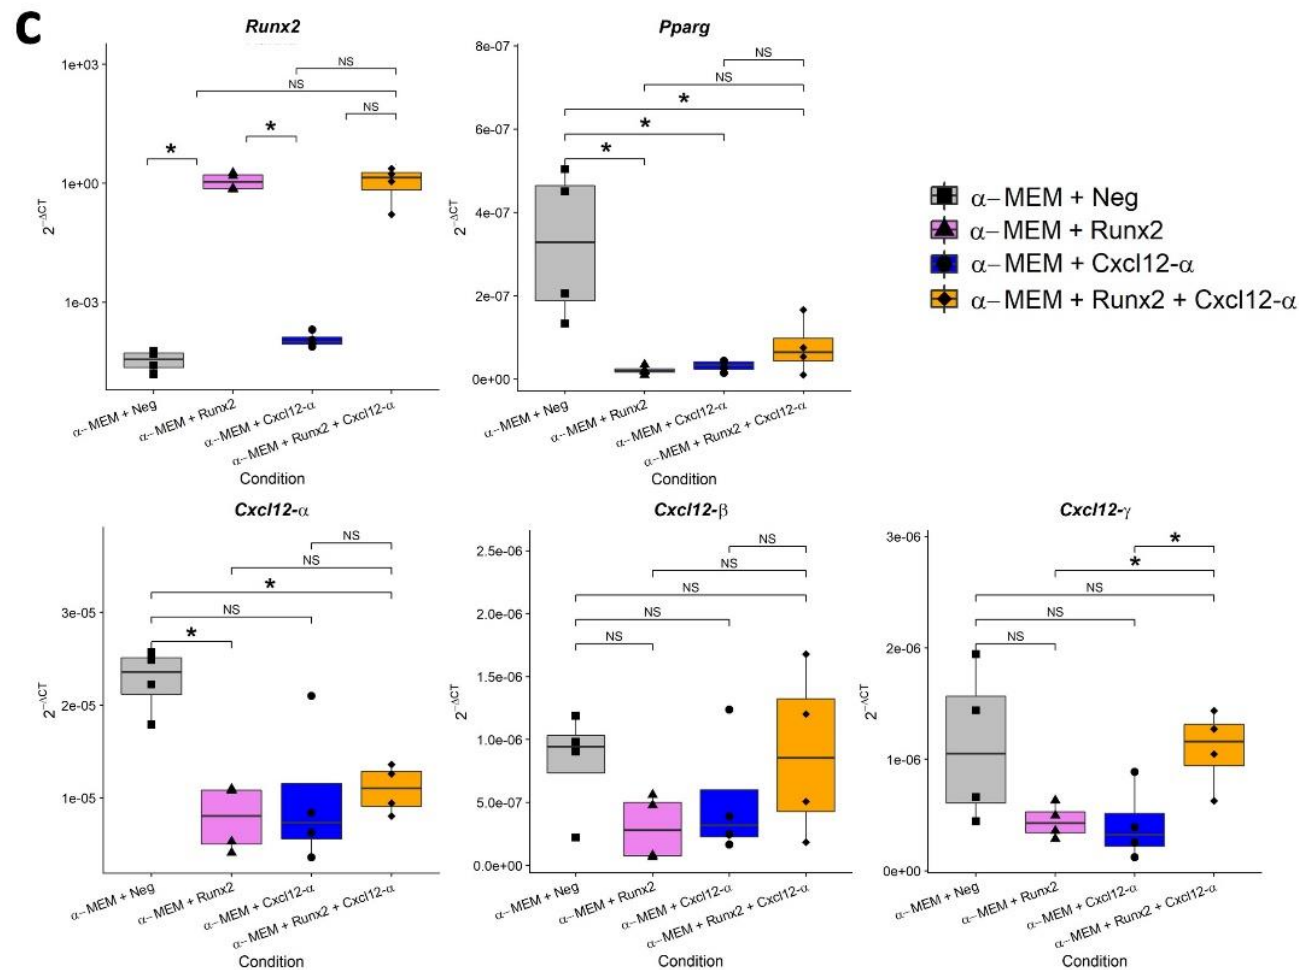 C
Runx2
1e+03
1e+00
1e-03
2^-ΔCT
NS
NS
NS
*
*
α−MEM + Neg
α−MEM + Runx2
α−MEM + Cxcl12-α
α−MEM + Runx2 + Cxcl12-α
Condition
Pparg
8e-07
6e-07
4e-07
2e-07
0e+00
2^-ΔCT
NS
NS
*
*
*
α−MEM + Neg
α−MEM + Runx2
α−MEM + Cxcl12-α
α−MEM + Runx2 + Cxcl12-α
Condition
α−MEM + Neg
α−MEM + Runx2
α−MEM + Cxcl12-α
α−MEM + Runx2 + Cxcl12-α
Cxcl12-α
3e-05
2e-05
1e-05
2^-ΔCT
NS
NS
*
NS
*
α−MEM + Neg
α−MEM + Runx2
α−MEM + Cxcl12-α
α−MEM + Runx2 + Cxcl12-α
Condition
Cxcl12-β
2.5e-06
2.0e-06
1.5e-06
1.0e-06
5.0e-07
0.0e+00
2^-ΔCT
NS
NS
NS
NS
NS
α−MEM + Neg
α−MEM + Runx2
α−MEM + Cxcl12-α
α−MEM + Runx2 + Cxcl12-α
Condition
Cxcl12-γ
3e-06
2e-06
1e-06
0e+00
2^-ΔCT
*
*
NS
NS
NS
α−MEM + Neg
α−MEM + Runx2
α−MEM + Cxcl12-α
α−MEM + Runx2 + Cxcl12-α
Condition